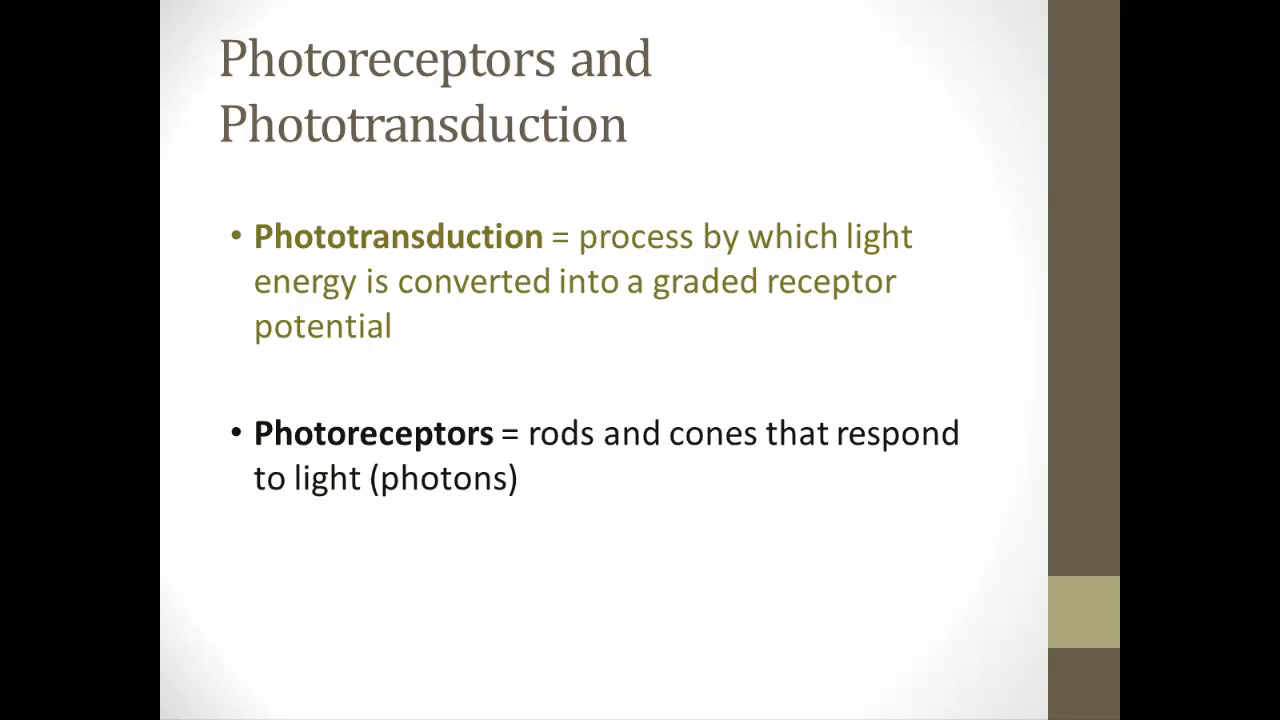 Photoreceptors and
Phototransduction
• Phototransduction = process by which light
energy is converted into a graded receptor
potential
• Photoreceptors = rods and cones that respond
to light (photons)